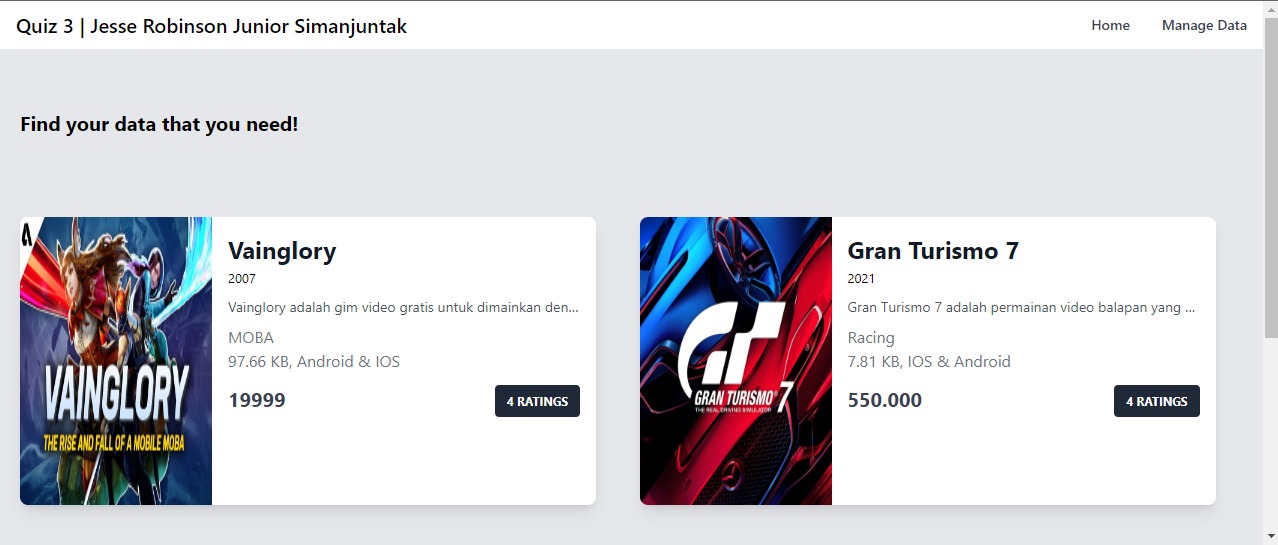 Quiz 3 | Jesse Robinson Junior Simanjuntak
Home
Manage Data
Find your data that you need!
VAINGLORY
THE RISE AND FALL OF A MOBILE MOBA
Vainglory
2007
Vainglory adalah gim video gratis untuk dimainkan den...
MOBA
97.66 KB, Android & IOS
19999
4 RATINGS
GT
GRAN TURISMO 7
THE REAL DRIVING SIMULATOR
Gran Turismo 7
2021
Gran Turismo 7 adalah permainan video balapan yang ...
Racing
7.81 KB, IOS & Android
550.000
4 RATINGS